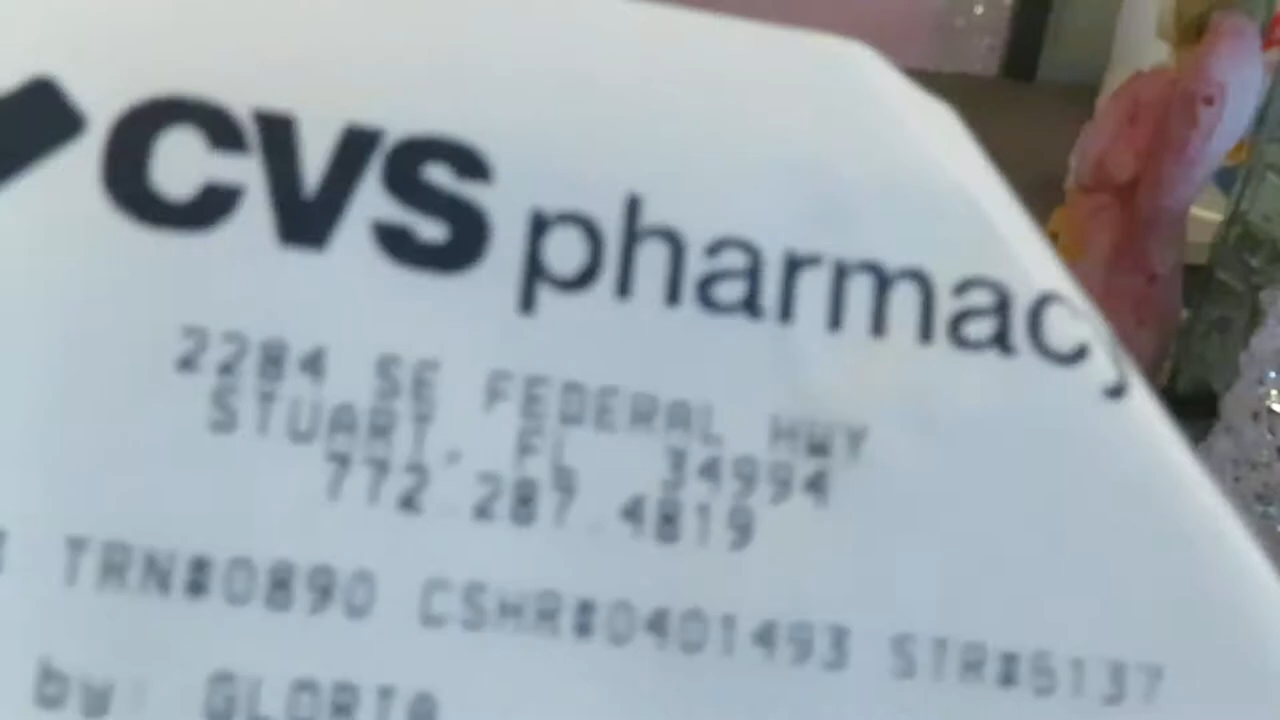 CVS pharmacy
2284 SE FEDERAL HWY
STUART, FL 34994
772.287.4819
TRN#0890 CSHR#0401493 STR#5137
by: GLORIA